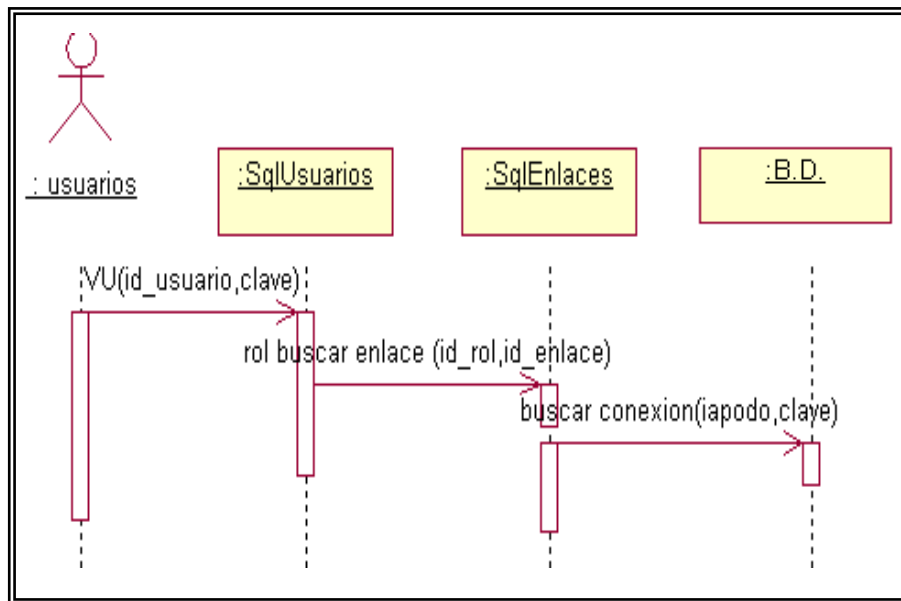 : usuarios
:SqlUsuarios
:SqlEnlaces
:B.D.
VU(id_usuario,clave)
rol buscar enlace (id_rol,id_enlace)
buscar conexion(iapodo,clave)